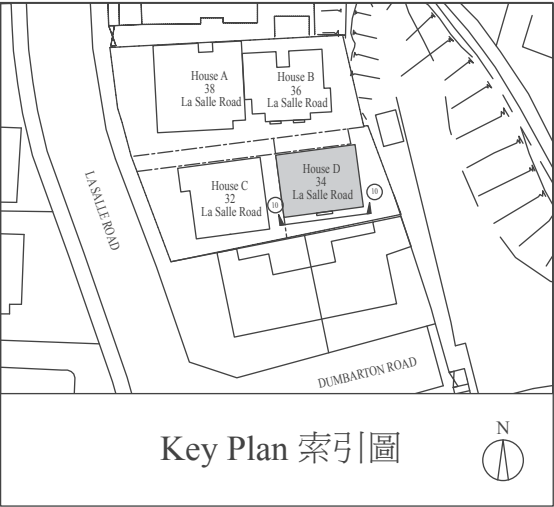 House A
38
La Salle Road
House B
36
La Salle Road
House C
32
La Salle Road
House D
34
La Salle Road
10
10
LA SALLE ROAD
DUMBARTON ROAD
Key Plan 索引圖
N